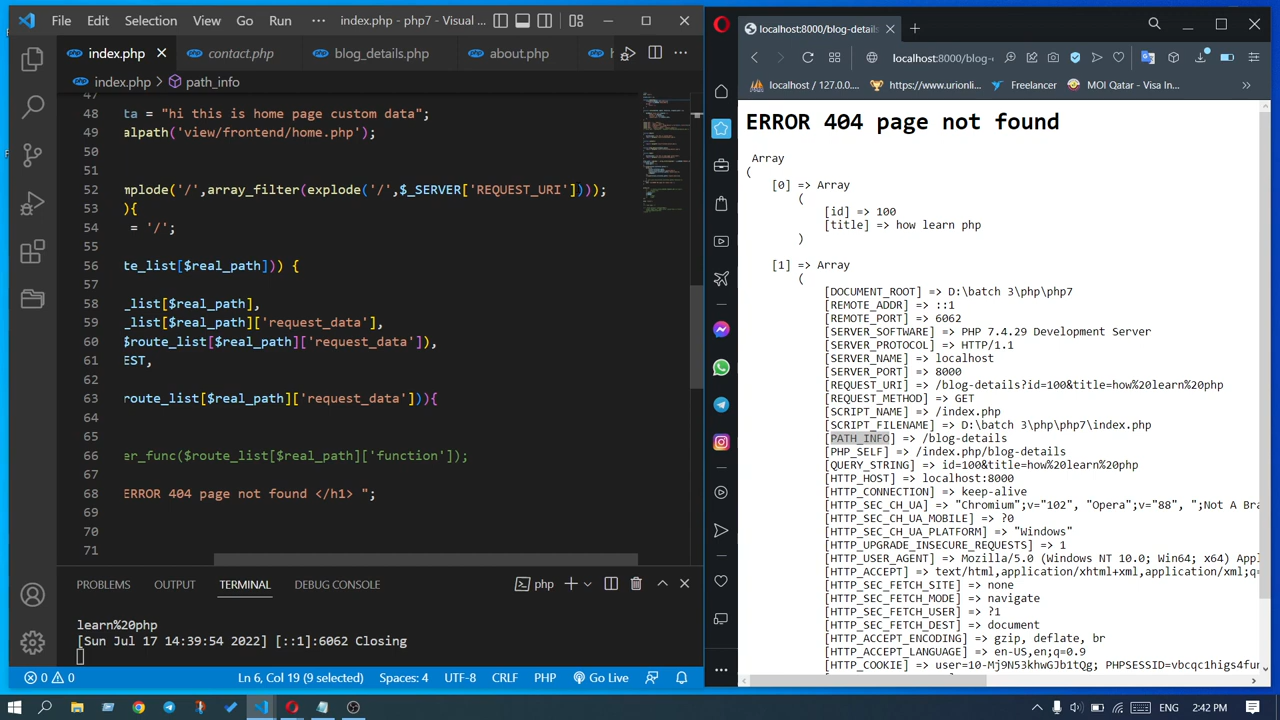 File Edit Selection View Go Run ··· index.php - php7 - Visual ...
index.php contact.php blog_details.php about.php
index.php > path_info
47
48 ta = "hi this is home page custom data";
49 alpath('view/frontend/home.php');
50
51
52 mplode('/',array_filter(explode('/',$_SERVER['REQUEST_URI'])));
53 ){
54 = '/';
55
56 te_list[$real_path])) {
57
58 _list[$real_path],
59 _list[$real_path]['request_data'],
60 $route_list[$real_path]['request_data']),
61 EST,
62
63 route_list[$real_path]['request_data'])){
64
65
66 er_func($route_list[$real_path]['function']);
67
68 ERROR 404 page not found </h1> ";
69
70
71
PROBLEMS OUTPUT TERMINAL DEBUG CONSOLE php
learn%20php
[Sun Jul 17 14:39:54 2022] [::1]:6062 Closing
0 0 Ln 6, Col 19 (9 selected) Spaces: 4 UTF-8 CRLF PHP Go Live
localhost:8000/blog-details
localhost:8000/blog-
localhost / 127.0.... https://www.urionli... Freelancer MOI Qatar - Visa In... »
ERROR 404 page not found
Array
(
[0] => Array
(
[id] => 100
[title] => how learn php
)
[1] => Array
(
[DOCUMENT_ROOT] => D:\batch 3\php\php7
[REMOTE_ADDR] => ::1
[REMOTE_PORT] => 6062
[SERVER_SOFTWARE] => PHP 7.4.29 Development Server
[SERVER_PROTOCOL] => HTTP/1.1
[SERVER_NAME] => localhost
[SERVER_PORT] => 8000
[REQUEST_URI] => /blog-details?id=100&title=how%20learn%20php
[REQUEST_METHOD] => GET
[SCRIPT_NAME] => /index.php
[SCRIPT_FILENAME] => D:\batch 3\php\php7\index.php
[PATH_INFO] => /blog-details
[PHP_SELF] => /index.php/blog-details
[QUERY_STRING] => id=100&title=how%20learn%20php
[HTTP_HOST] => localhost:8000
[HTTP_CONNECTION] => keep-alive
[HTTP_SEC_CH_UA] => "Chromium";v="102", "Opera";v="88", ";Not A Bra
[HTTP_SEC_CH_UA_MOBILE] => ?0
[HTTP_SEC_CH_UA_PLATFORM] => "Windows"
[HTTP_UPGRADE_INSECURE_REQUESTS] => 1
[HTTP_USER_AGENT] => Mozilla/5.0 (Windows NT 10.0; Win64; x64) Appl
[HTTP_ACCEPT] => text/html,application/xhtml+xml,application/xml;q=
[HTTP_SEC_FETCH_SITE] => none
[HTTP_SEC_FETCH_MODE] => navigate
[HTTP_SEC_FETCH_USER] => ?1
[HTTP_SEC_FETCH_DEST] => document
[HTTP_ACCEPT_ENCODING] => gzip, deflate, br
[HTTP_ACCEPT_LANGUAGE] => en-US,en;q=0.9
[HTTP_COOKIE] => user=10-Mj9N53khwGJb1tQg; PHPSESSID=vbcqc1higs4fur
ENG 2:42 PM